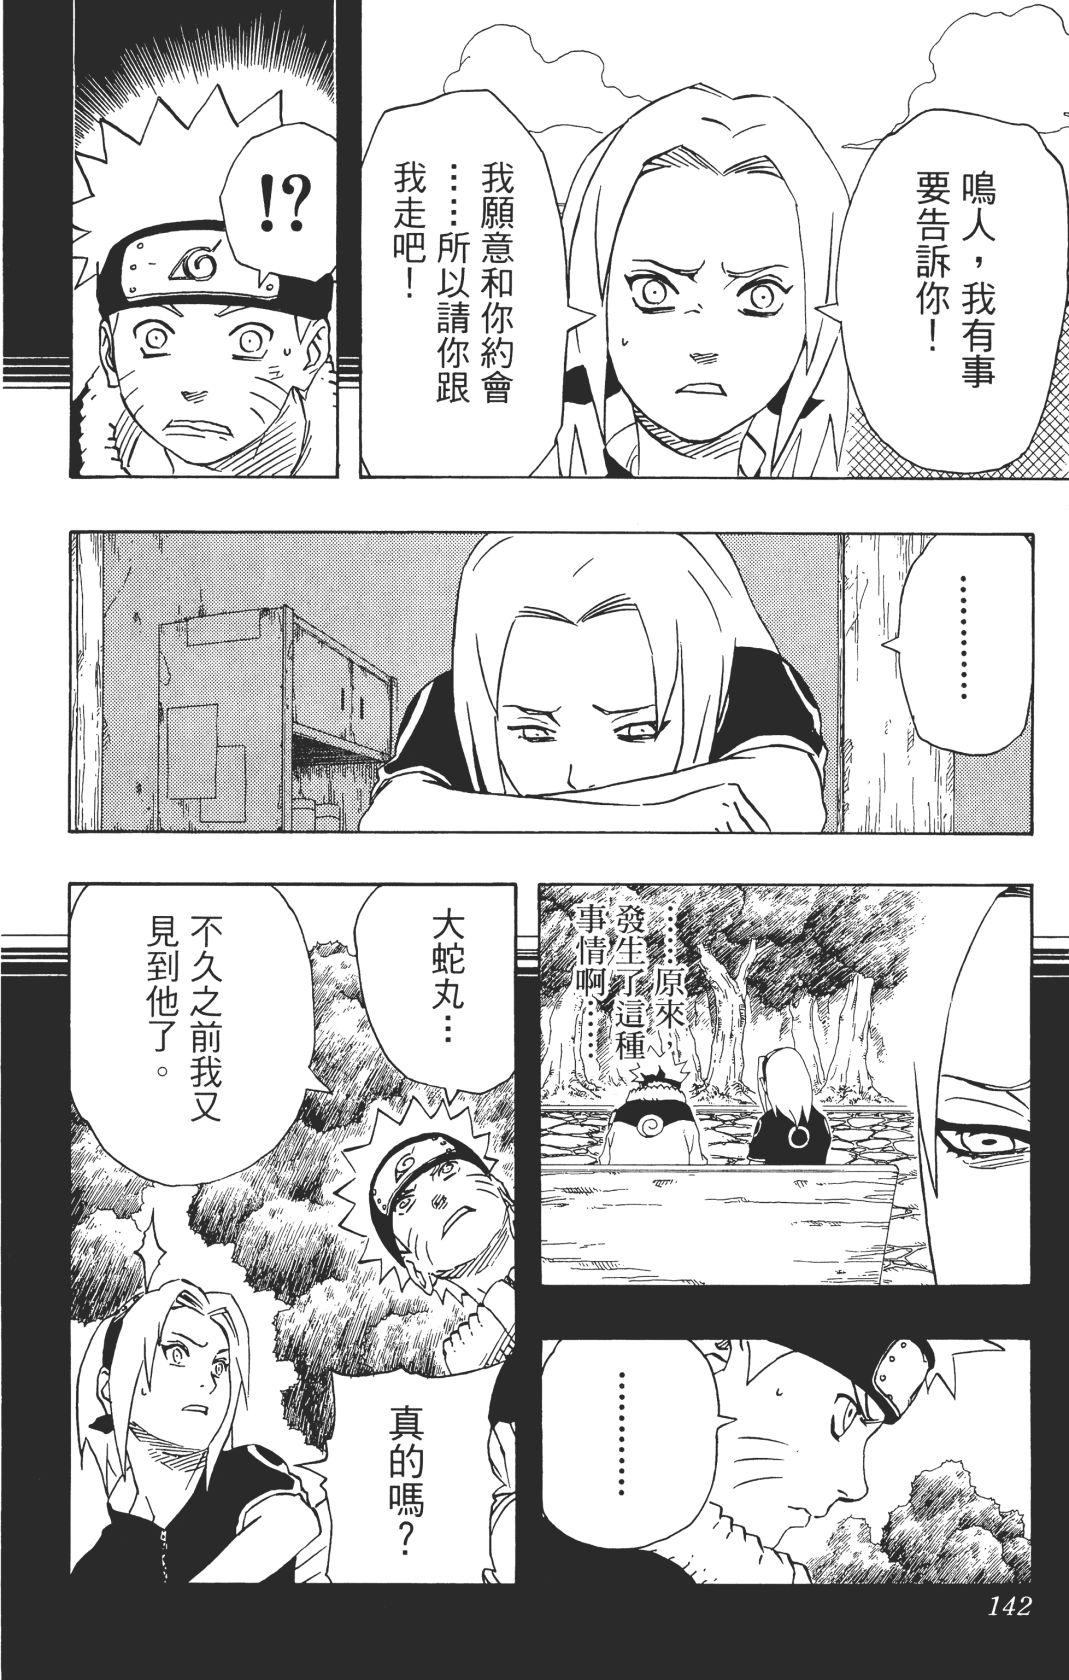 鳴人，我有事
要告訴你！
我願意和你約會
……所以請你跟
我走吧！
!?
…………
……原來，
發生了這種
事情啊……
…………
大蛇丸…
不久之前我又
見到他了。
真的嗎？
142